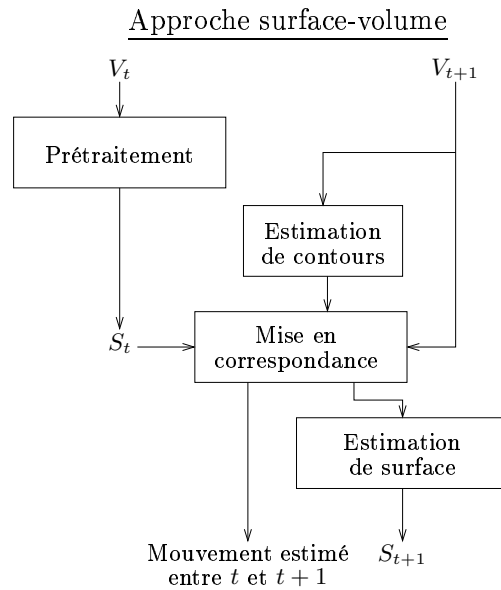 Approche surface-volume
V_t
V_{t+1}
Prétraitement
Estimation
de contours
S_t
Mise en
correspondance
Estimation
de surface
Mouvement estimé
entre t et t + 1
S_{t+1}